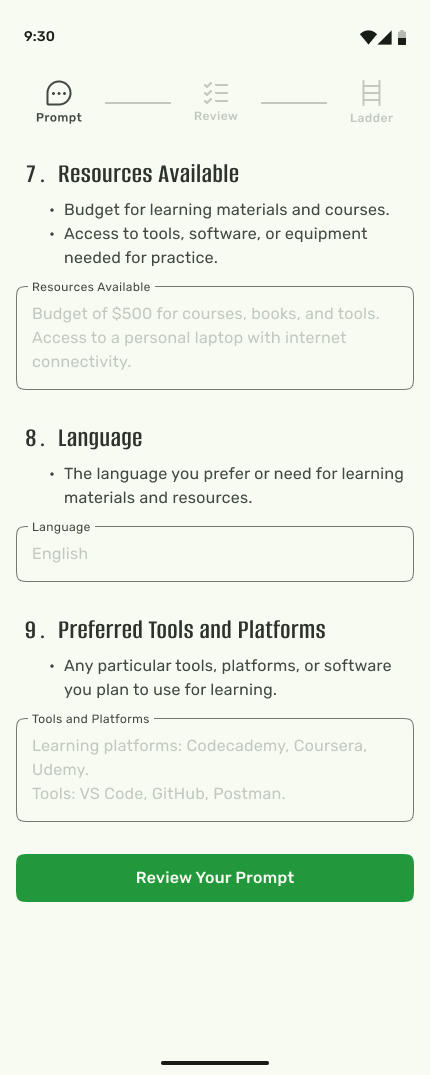 9:30
Prompt
Review
Ladder
7. Resources Available
• Budget for learning materials and courses.
• Access to tools, software, or equipment
needed for practice.
Resources Available
Budget of $500 for courses, books, and tools.
Access to a personal laptop with internet
connectivity.
8. Language
• The language you prefer or need for learning
materials and resources.
Language
English
9. Preferred Tools and Platforms
• Any particular tools, platforms, or software
you plan to use for learning.
Tools and Platforms
Learning platforms: Codecademy, Coursera,
Udemy.
Tools: VS Code, GitHub, Postman.
Review Your Prompt